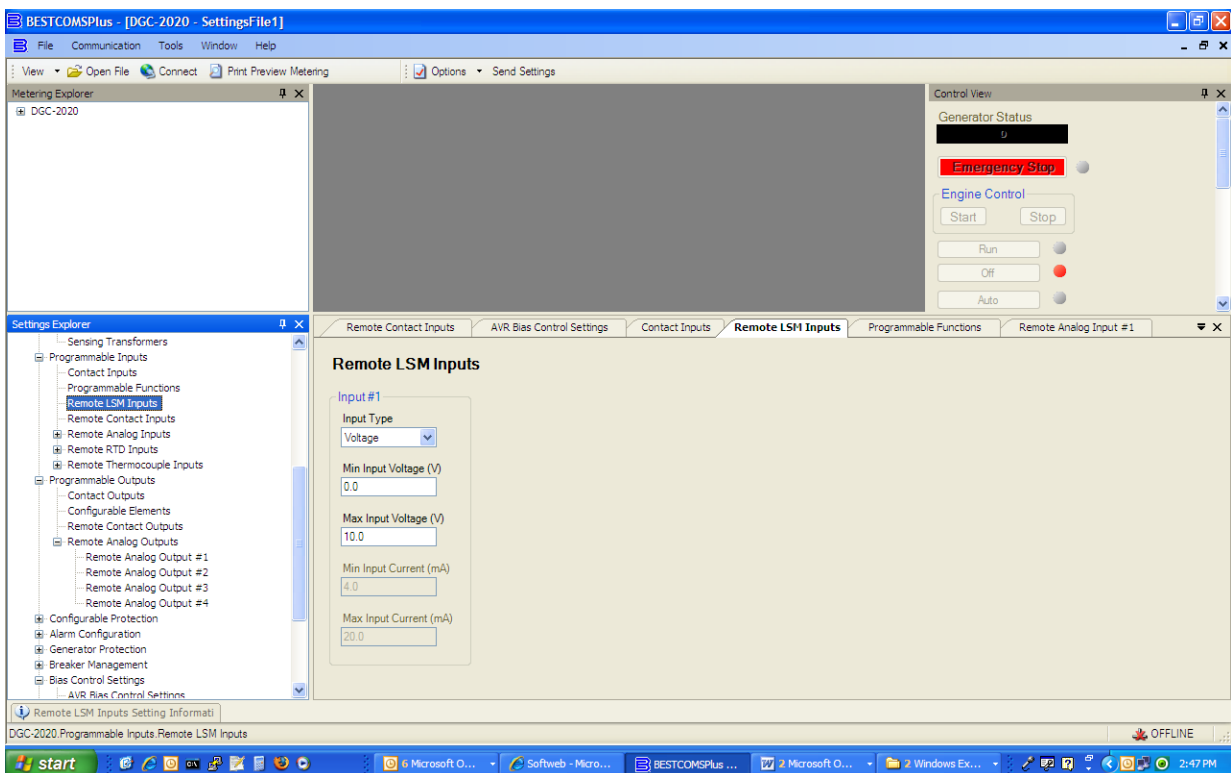 BESTCOMSPlus - [DGC-2020 - SettingsFile1]
File Communication Tools Window Help
View Open File Connect Print Preview Metering Options Send Settings
Metering Explorer
DGC-2020
Control View
Generator Status
Emergency Stop
Engine Control
Start Stop
Run
Off
Auto
Settings Explorer
Sensing Transformers
Programmable Inputs
Contact Inputs
Programmable Functions
Remote LSM Inputs
Remote Contact Inputs
Remote Analog Inputs
Remote RTD Inputs
Remote Thermocouple Inputs
Programmable Outputs
Contact Outputs
Configurable Elements
Remote Contact Outputs
Remote Analog Outputs
Remote Analog Output #1
Remote Analog Output #2
Remote Analog Output #3
Remote Analog Output #4
Configurable Protection
Alarm Configuration
Generator Protection
Breaker Management
Bias Control Settings
AVR Bias Control Settings
Remote Contact Inputs AVR Bias Control Settings Contact Inputs Remote LSM Inputs Programmable Functions Remote Analog Input #1
Remote LSM Inputs
Input #1
Input Type
Voltage
Min Input Voltage (V)
0.0
Max Input Voltage (V)
10.0
Min Input Current (mA)
4.0
Max Input Current (mA)
20.0
Remote LSM Inputs Setting Informati
DGC-2020.Programmable Inputs.Remote LSM Inputs
OFFLINE
start
6 Microsoft O...
Softweb - Micro...
BESTCOMSPlus ...
2 Microsoft O...
2 Windows Ex...
2:47 PM